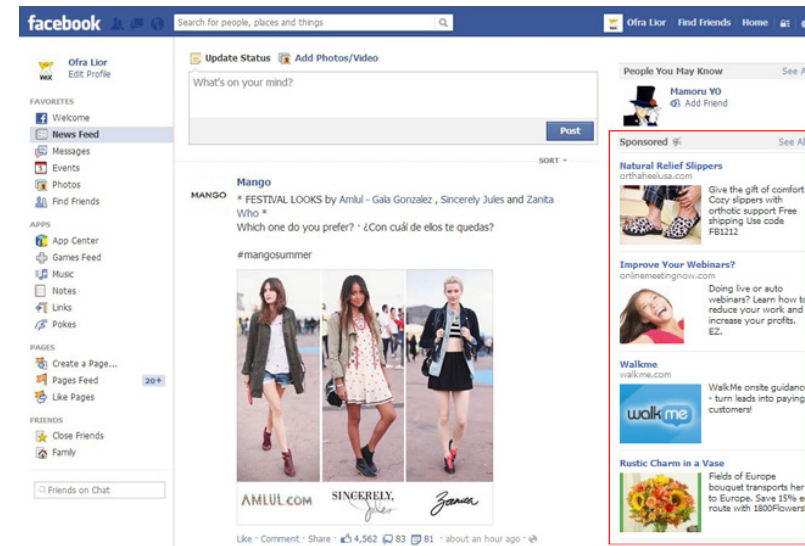 facebook
Search for people, places and things
Ofra Lior Find Friends Home
Ofra Lior
Edit Profile
FAVORITES
Welcome
News Feed
Messages
Events
Photos
Find Friends
APPS
App Center
Games Feed
Music
Notes
Links
Pokes
PAGES
Create a Page...
Pages Feed 20+
Like Pages
FRIENDS
Close Friends
Family
Friends on Chat
Update Status Add Photos/Video
What's on your mind?
Post
SORT
MANGO
Mango
* FESTIVAL LOOKS by Amlul - Gala Gonzalez , Sincerely Jules and Zanita
Who *
Which one do you prefer? · ¿Con cuál de ellos te quedas?
#mangosummer
AMLUL.COM
SINCERELY,
Jules
Zanita
Like · Comment · Share · 4,562 83 81 · about an hour ago ·
People You May Know See A
Mamoru YO
Add Friend
Sponsored See Al
Natural Relief Slippers
orthaheelusa.com
Give the gift of comfort
Cozy slippers with
orthotic support Free
shipping Use code
FB1212
Improve Your Webinars?
onlinemeetingnow.com
Doing live or auto
webinars? Learn how to
reduce your work and
increase your profits.
EZ.
Walkme
walkme.com
walk me
WalkMe onsite guidance
- turn leads into paying
customers!
Rustic Charm in a Vase
Fields of Europe
bouquet transports her
to Europe. Save 15% e
route with 1800Flowers